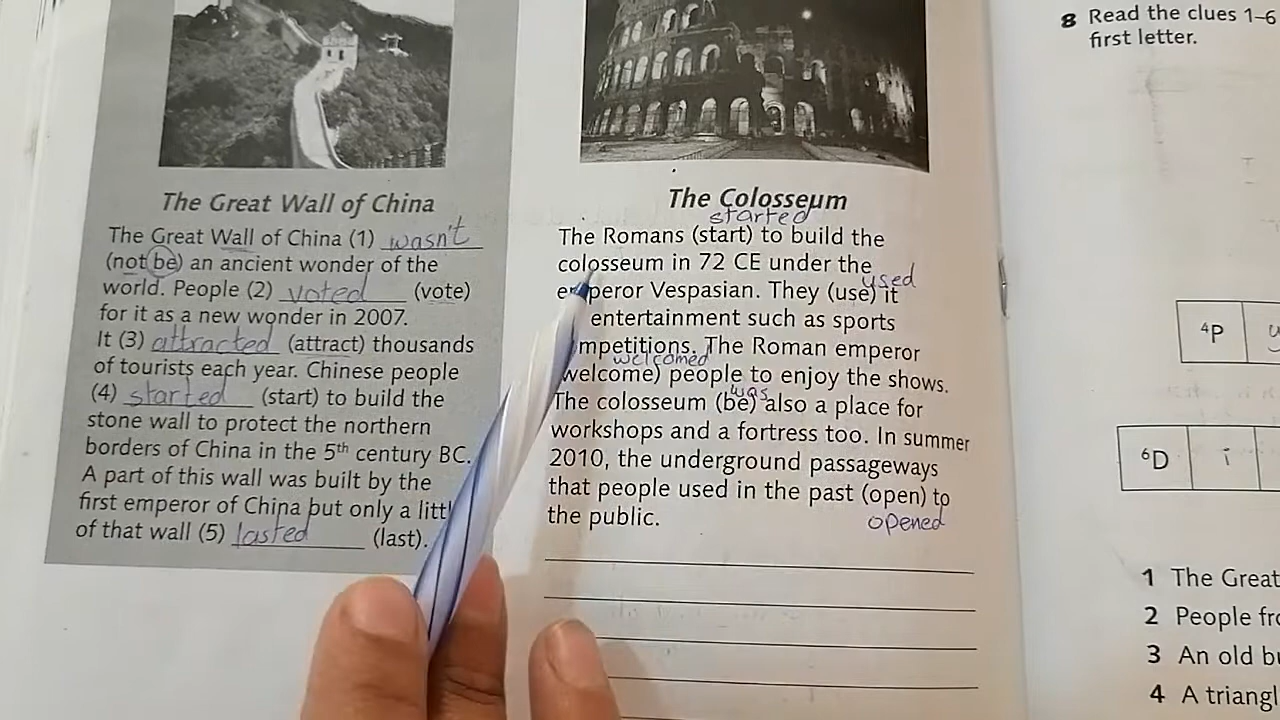 The Great Wall of China
The Great Wall of China (1) wasn't
(not be) an ancient wonder of the
world. People (2) voted (vote)
for it as a new wonder in 2007.
It (3) attracted (attract) thousands
of tourists each year. Chinese people
(4) started (start) to build the
stone wall to protect the northern
borders of China in the 5th century BC.
A part of this wall was built by the
first emperor of China but only a littl
of that wall (5) lasted (last).
The Colosseum
started
The Romans (start) to build the
colosseum in 72 CE under the
used
emperor Vespasian. They (use) it
entertainment such as sports
mpetitions. The Roman emperor
welcomed
welcome) people to enjoy the shows.
was
The colosseum (be) also a place for
workshops and a fortress too. In summer
2010, the underground passageways
that people used in the past (open) to
the public.
opened
8 Read the clues 1–6
first letter.
4P y
6D i
1 The Great
2 People fr
3 An old b
4 A triangl